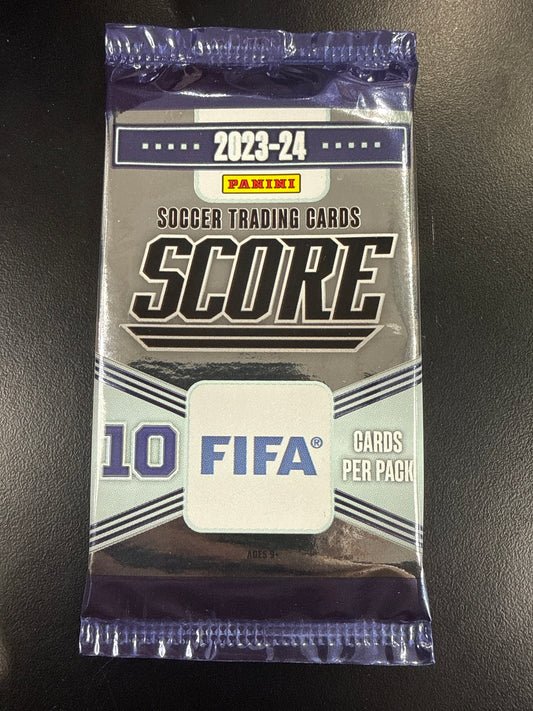 2023-24
PANINI
SOCCER TRADING CARDS
SCORE
10
FIFA®
CARDS
PER PACK
AGES 9+